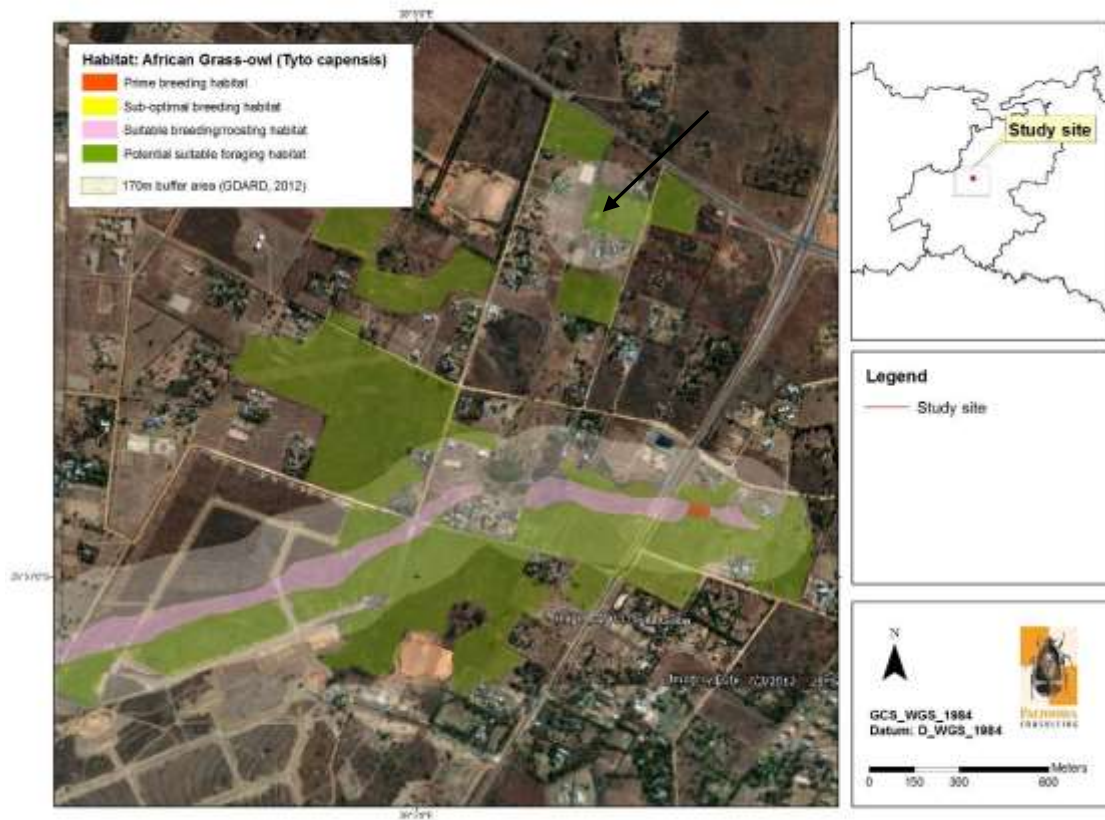 Habitat: African Grass-owl (Tyto capensis)
Prime breeding habitat
Sub-optimal breeding habitat
Suitable breeding/roosting habitat
Potential suitable foraging habitat
170m buffer area (GDARD, 2012)
Study site
Legend
Study site
N
PACHNODA
CONSULTING
GCS_WGS_1984
Datum: D_WGS_1984
Meters
0 150 300 600